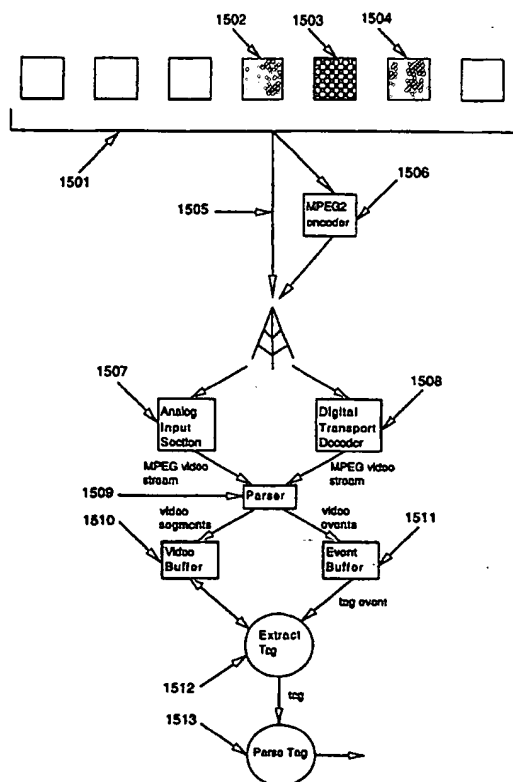 1502
1503
1504
1501
1505
1506
MPEG2
encoder
1507
1508
Analog
Input
Section
Digital
Transport
Decoder
MPEG video
stream
MPEG video
stream
1509
Parser
1510
video
segments
video
events
1511
Video
Buffer
Event
Buffer
tag event
Extract
Tag
1512
tag
1513
Parse Tag